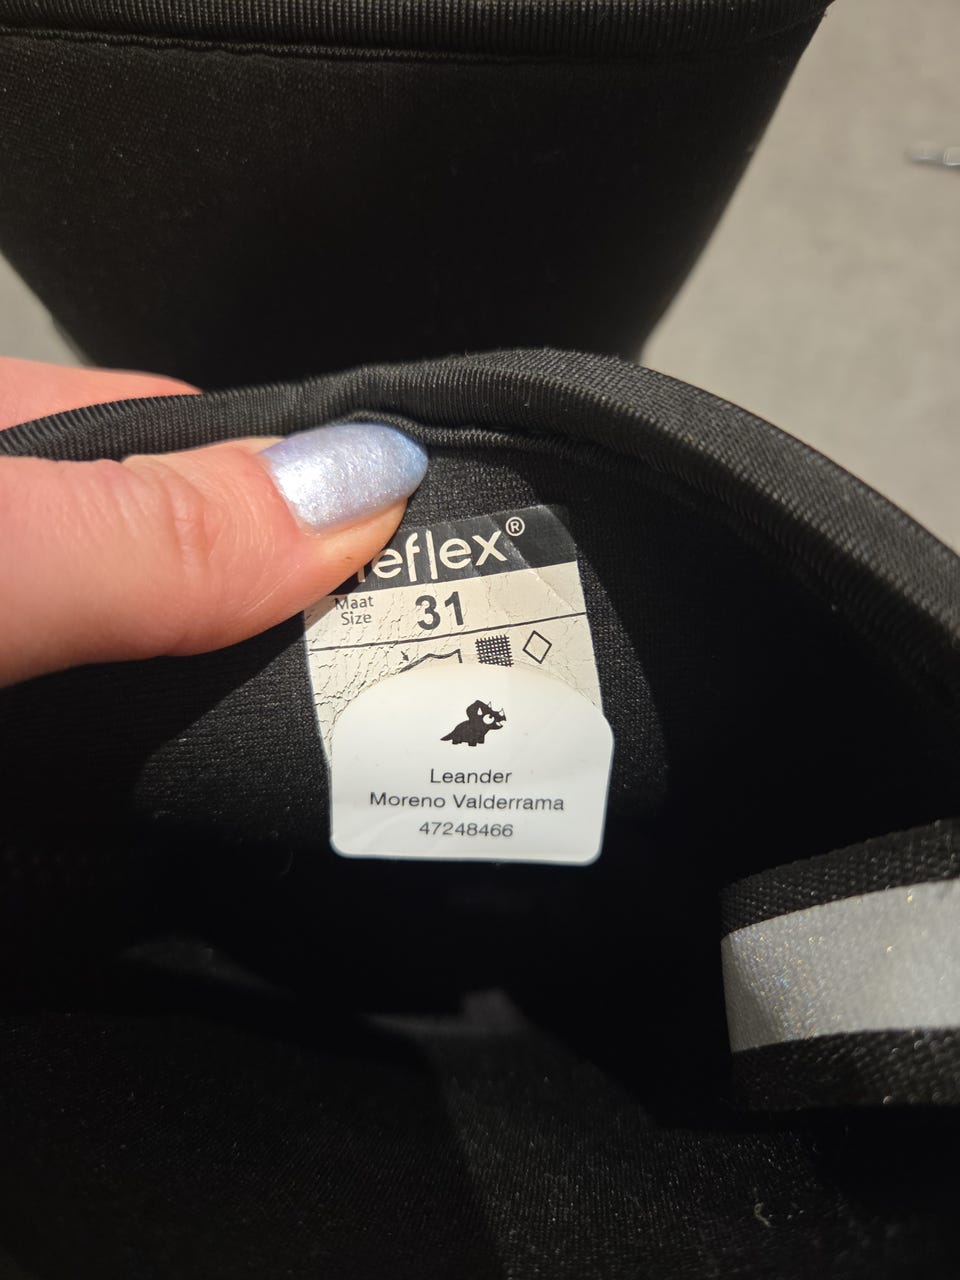 eflex®
Maat
Size
31
Leander
Moreno Valderrama
47248466